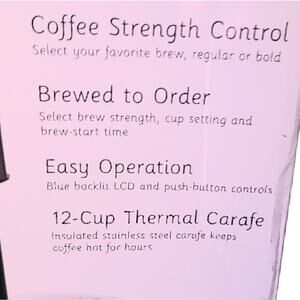 Coffee Strength Control
Select your favorite brew, regular or bold
Brewed to Order
Select brew strength, cup setting and
brew-start time
Easy Operation
Blue backlit LCD and push-button controls
12-Cup Thermal Carafe
Insulated stainless steel carafe keeps
coffee hot for hours